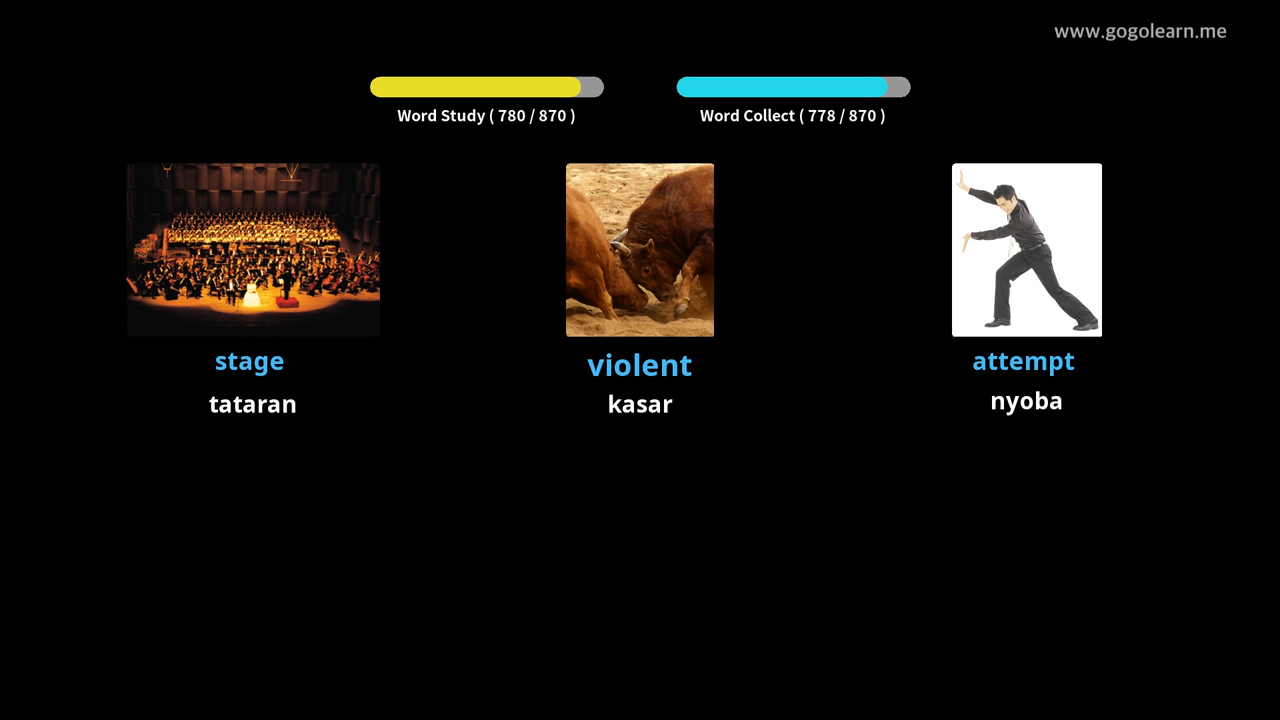 www.gogolearn.me
Word Study ( 780 / 870 )
Word Collect ( 778 / 870 )
stage
violent
attempt
tataran
kasar
nyoba